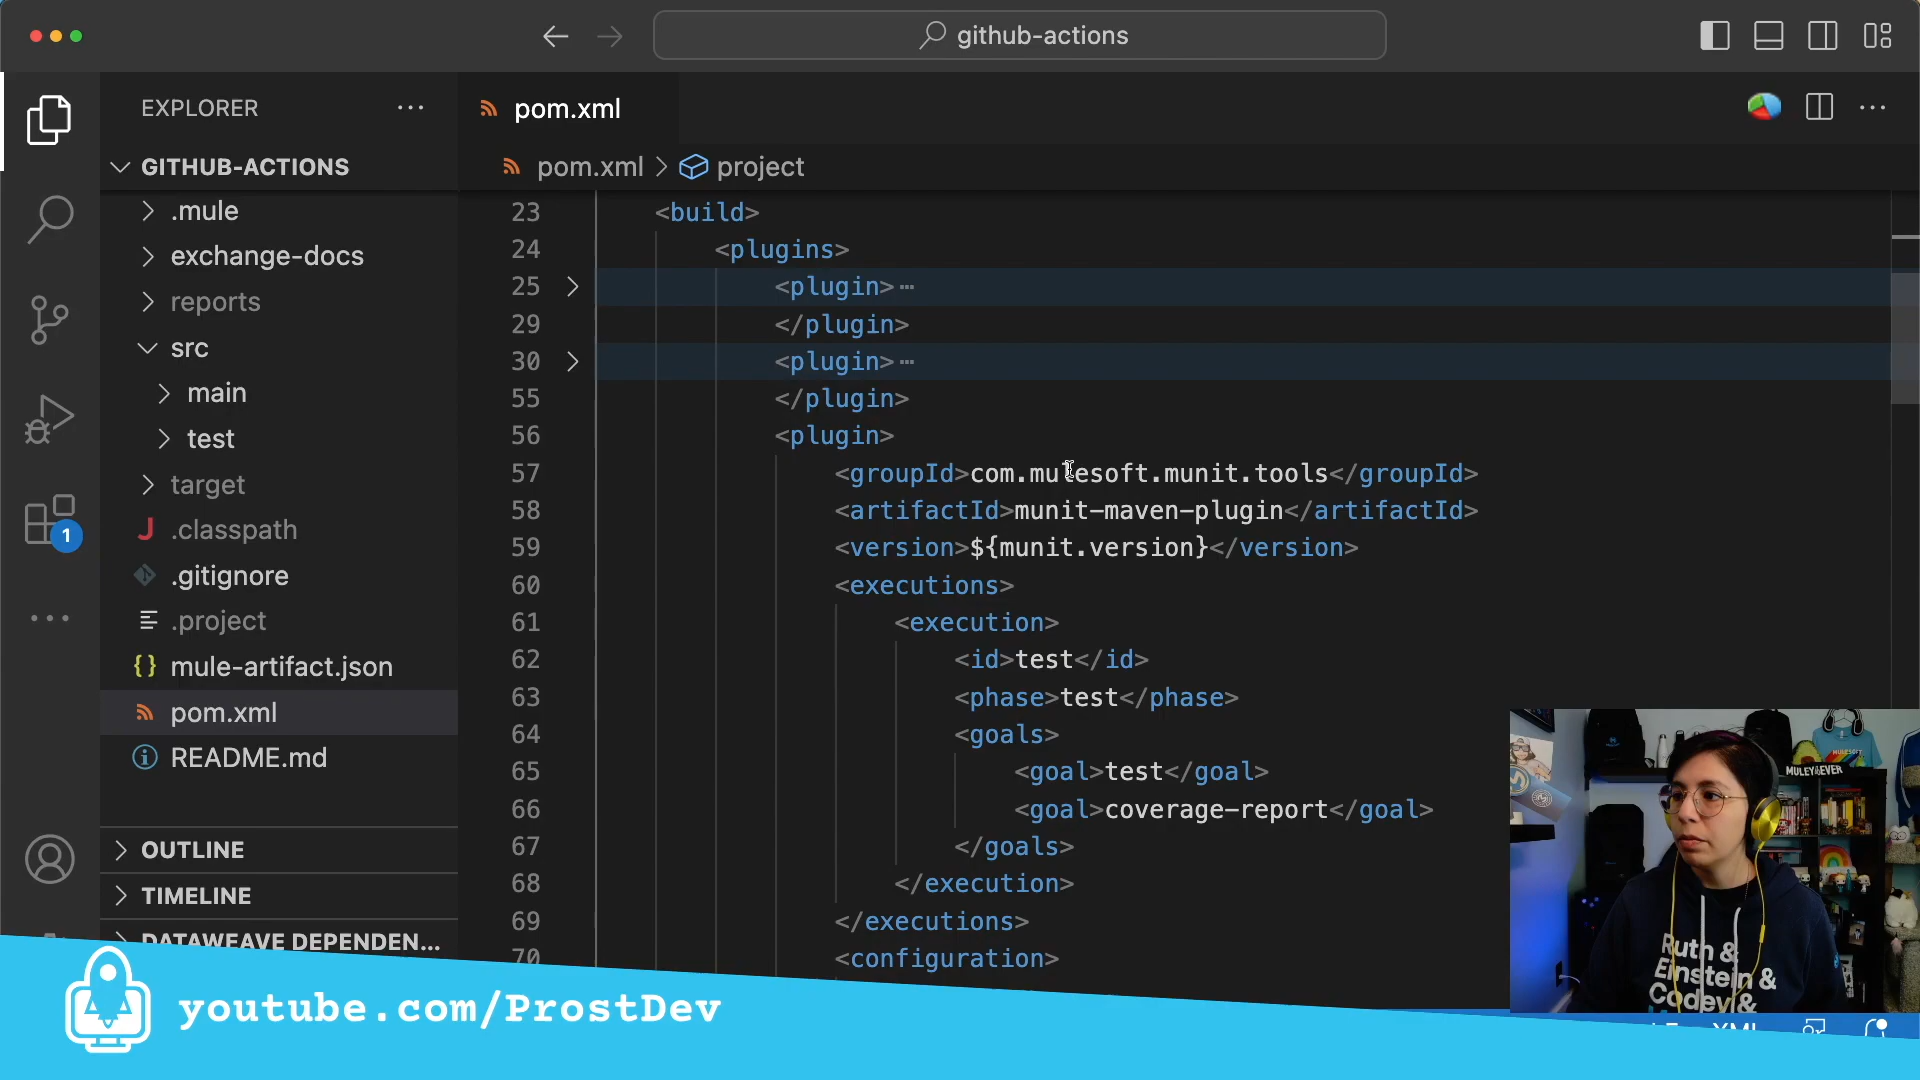 github-actions
EXPLORER
pom.xml
GITHUB-ACTIONS
pom.xml > project
.mule
exchange-docs
reports
src
main
test
target
.classpath
.gitignore
.project
mule-artifact.json
pom.xml
README.md
OUTLINE
TIMELINE
DATAWEAVE DEPENDEN...
1
23 <build>
24 <plugins>
25 <plugin>
29 </plugin>
30 <plugin>
55 </plugin>
56 <plugin>
57 <groupId>com.mulesoft.munit.tools</groupId>
58 <artifactId>munit-maven-plugin</artifactId>
59 <version>${munit.version}</version>
60 <executions>
61 <execution>
62 <id>test</id>
63 <phase>test</phase>
64 <goals>
65 <goal>test</goal>
66 <goal>coverage-report</goal>
67 </goals>
68 </execution>
69 </executions>
70 <configuration>
MULEY4EVER
MULESOFT
Ruth &
Einstein &
Codey &
XML
youtube.com/ProstDev